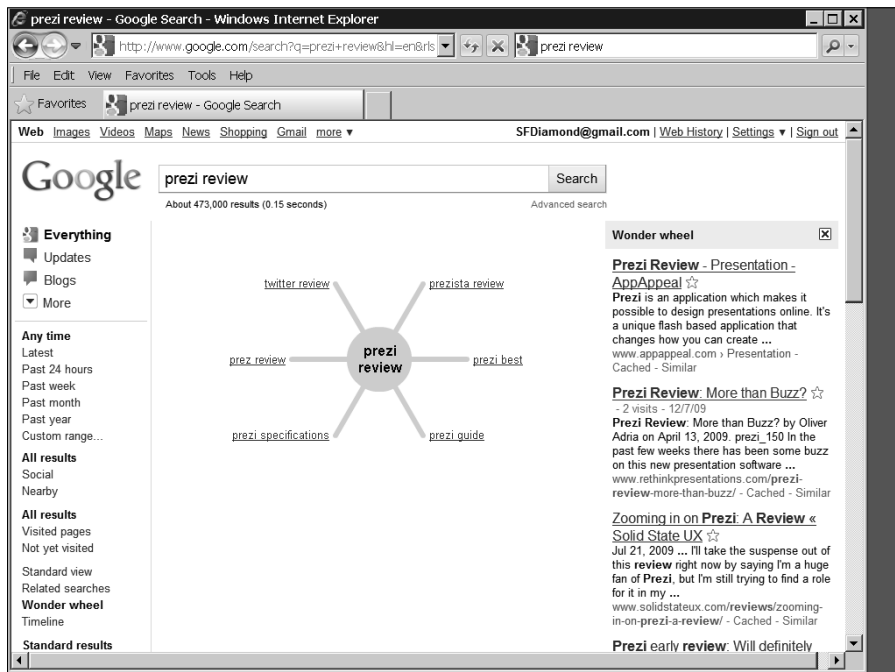 prezi review - Google Search - Windows Internet Explorer
http://www.google.com/search?q=prezi+review&hl=en&rls
prezi review
File Edit View Favorites Tools Help
Favorites
prezi review - Google Search
Web Images Videos Maps News Shopping Gmail more ▼
SFDiamond@gmail.com | Web History | Settings ▼ | Sign out
Google
prezi review
Search
About 473,000 results (0.15 seconds)
Advanced search
Everything
Updates
Blogs
More
Any time
Latest
Past 24 hours
Past week
Past month
Past year
Custom range...
All results
Social
Nearby
All results
Visited pages
Not yet visited
Standard view
Related searches
Wonder wheel
Timeline
Standard results
twitter review
prezista review
prez review
prezi
review
prezi best
prezi specifications
prezi guide
Wonder wheel
Prezi Review - Presentation -
AppAppeal
Prezi is an application which makes it
possible to design presentations online. It's
a unique flash based application that
changes how you can create ...
www.appappeal.com › Presentation -
Cached - Similar
Prezi Review: More than Buzz?
- 2 visits - 12/7/09
Prezi Review: More than Buzz? by Oliver
Adria on April 13, 2009. prezi_150 In the
past few weeks there has been some buzz
on this new presentation software ...
www.rethinkpresentations.com/prezi-
review-more-than-buzz/ - Cached - Similar
Zooming in on Prezi: A Review «
Solid State UX
Jul 21, 2009 ... I'll take the suspense out of
this review right now by saying I'm a huge
fan of Prezi, but I'm still trying to find a role
for it in my ...
www.solidstateux.com/reviews/zooming-
in-on-prezi-a-review/ - Cached - Similar
Prezi early review: Will definitely